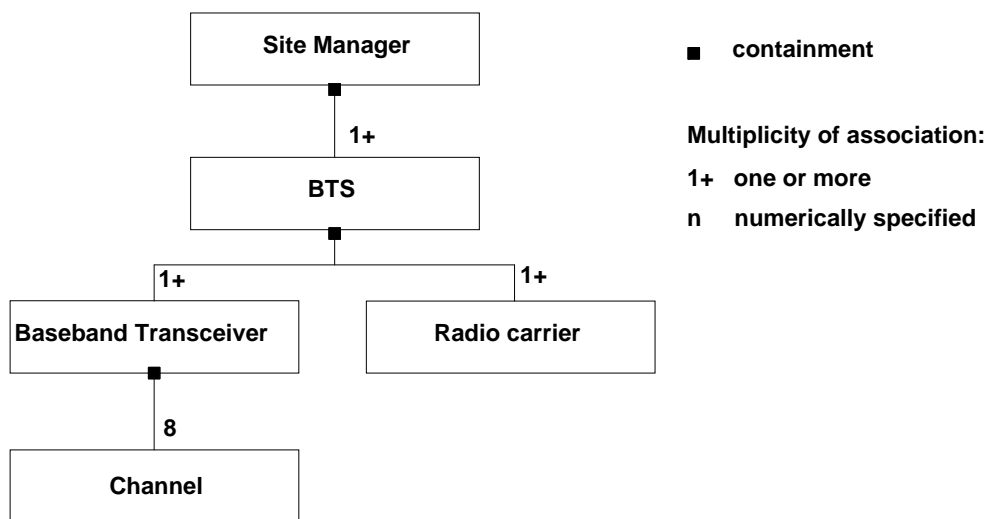 Site Manager
containment
1+
Multiplicity of association:
1+ one or more
BTS
n numerically specified
1+
1+
Baseband Transceiver
Radio carrier
8
Channel